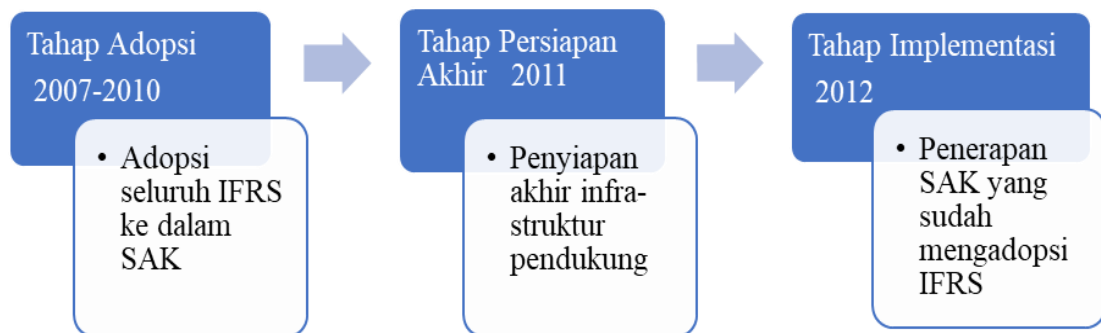 Tahap Adopsi
2007-2010
• Adopsi
seluruh IFRS
ke dalam
SAK
Tahap Persiapan
Akhir 2011
• Penyiapan
akhir infra-
struktur
pendukung
Tahap Implementasi
2012
• Penerapan
SAK yang
sudah
mengadopsi
IFRS